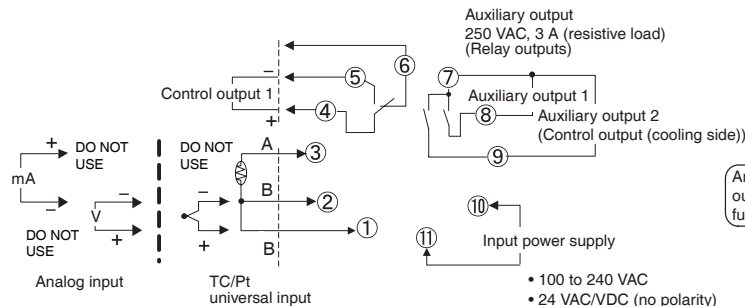 Auxiliary output
250 VAC, 3 A (resistive load)
(Relay outputs)
⑥
−
⑤
⑦
Control output 1
Auxiliary output 1
④
⑧
+
Auxiliary output 2
(Control output (cooling side))
+
DO NOT
USE
DO NOT
USE
A
③
⑨
mA
−
−
−
B
②
V
⑩
DO NOT
USE
+
+
①
⑪
Input power supply
B
Analog input
TC/Pt
universal input
• 100 to 240 VAC
• 24 VAC/VDC (no polarity)